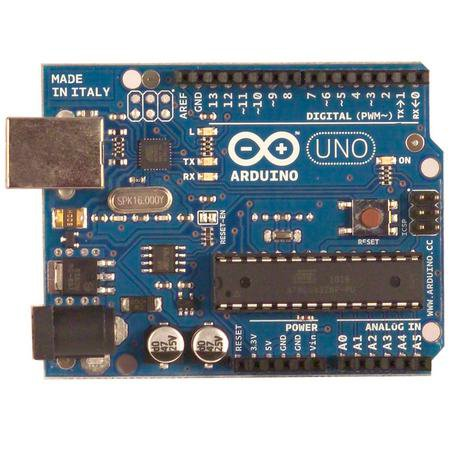 MADE
IN ITALY
AREF
GND
13
12
~11
~10
~9
8
7
~6
~5
4
~3
2
TX→1
RX←0
DIGITAL (PWM~)
L
TX
RX
ARDUINO
UNO
ON
SPK16.000Y
RESET-EN
RESET
ICSP
WWW.ARDUINO.CC
47
25V
47
25V
POWER
ANALOG IN
RESET
3.3V
5V
GND
GND
Vin
A0
A1
A2
A3
A4
A5